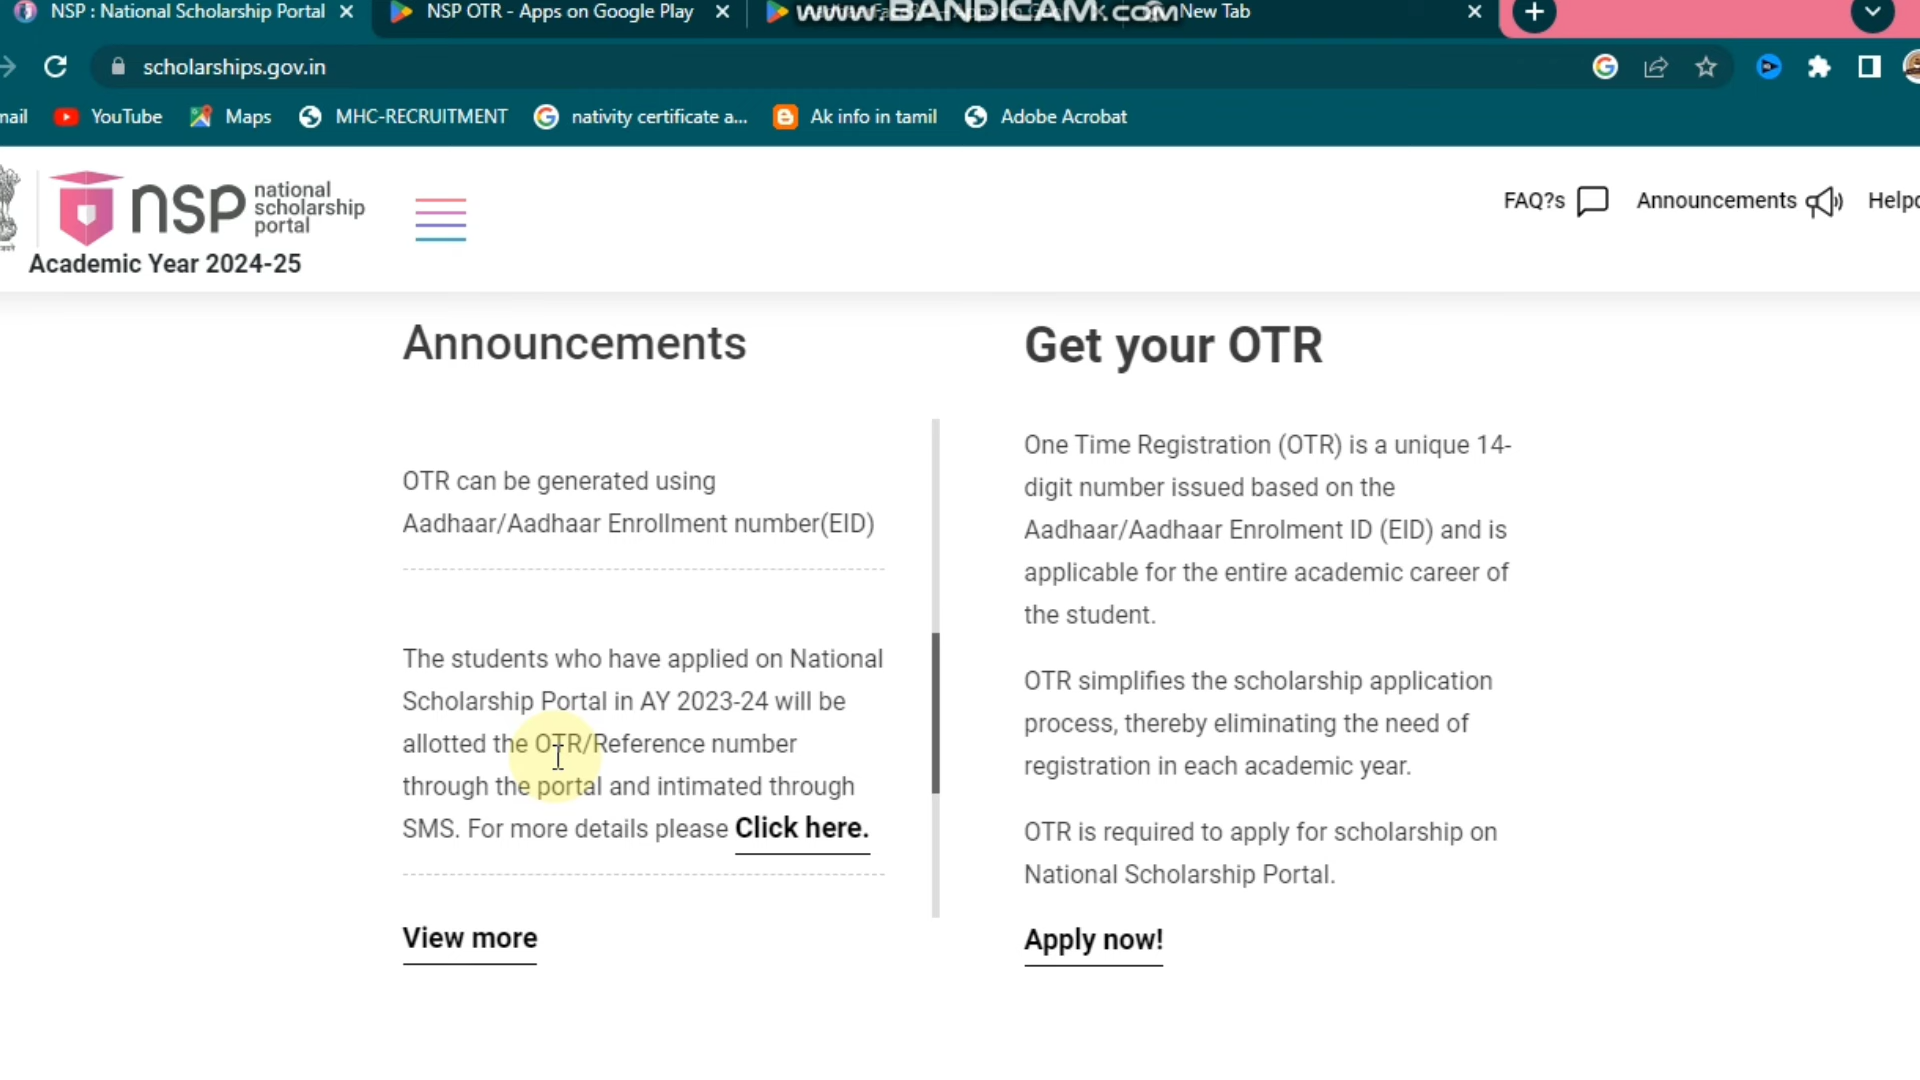 NSP : National Scholarship Portal
NSP OTR - Apps on Google Play
www.BANDICAM.com
New Tab
scholarships.gov.in
mail
YouTube
Maps
MHC-RECRUITMENT
nativity certificate a...
Ak info in tamil
Adobe Acrobat
nsp
national
scholarship
portal
Academic Year 2024-25
FAQ?s
Announcements
Helpd
Announcements
OTR can be generated using
Aadhaar/Aadhaar Enrollment number(EID)
The students who have applied on National
Scholarship Portal in AY 2023-24 will be
allotted the OTR/Reference number
through the portal and intimated through
SMS. For more details please Click here.
View more
Get your OTR
One Time Registration (OTR) is a unique 14-
digit number issued based on the
Aadhaar/Aadhaar Enrolment ID (EID) and is
applicable for the entire academic career of
the student.
OTR simplifies the scholarship application
process, thereby eliminating the need of
registration in each academic year.
OTR is required to apply for scholarship on
National Scholarship Portal.
Apply now!